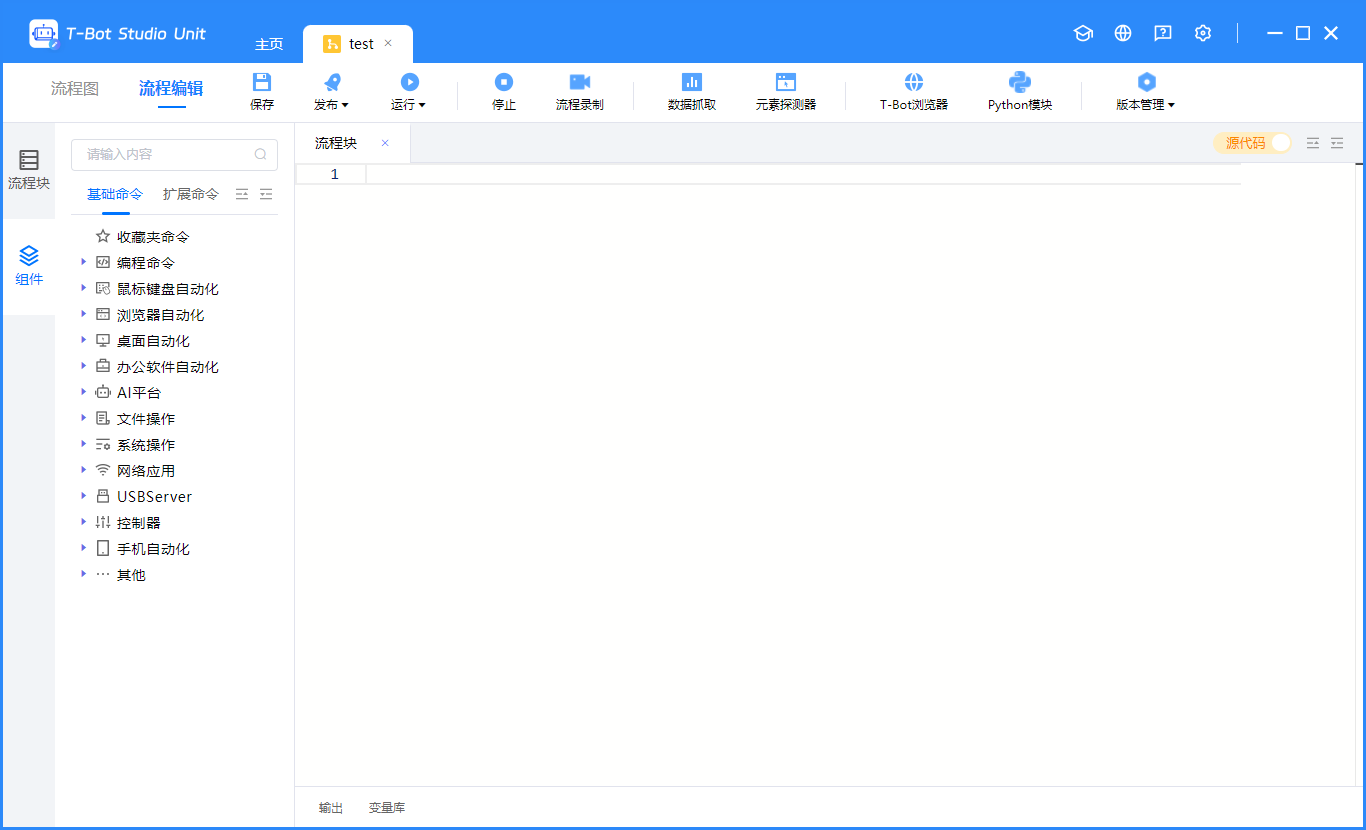 T-Bot Studio Unit
主页
test
流程图
流程编辑
保存
发布
运行
停止
流程录制
数据抓取
元素探测器
T-Bot浏览器
Python模块
版本管理
流程块
组件
请输入内容
基础命令
扩展命令
收藏夹命令
编程命令
鼠标键盘自动化
浏览器自动化
桌面自动化
办公软件自动化
AI平台
文件操作
系统操作
网络应用
USBServer
控制器
手机自动化
其他
流程块
源代码
1
输出
变量库